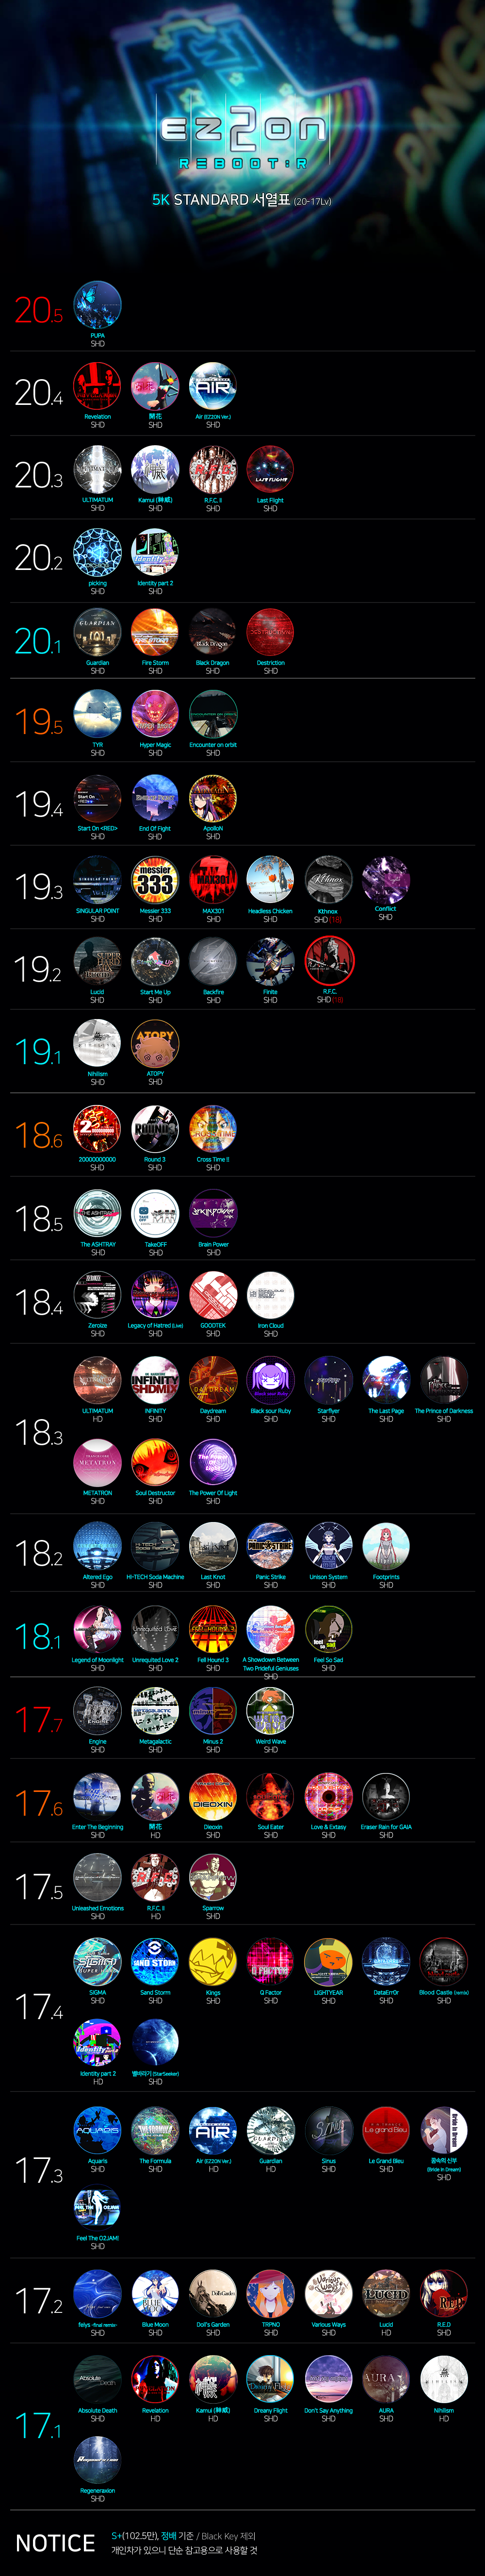 EZ2ON
REBOOT:R
5K STANDARD 서열표 (20-17Lv)
20.5
PUPA
SHD
20.4
Revelation 開花 Air (EZ2ON Ver.)
SHD SHD SHD
20.3
ULTIMATUM Kamui (神威) R.F.C. II Last Flight
SHD SHD SHD SHD
20.2
picking Identity part 2
SHD SHD
20.1
Guardian Fire Storm Black Dragon Destriction
SHD SHD SHD SHD
19.5
TYR Hyper Magic Encounter on orbit
SHD SHD SHD
19.4
Start On <RED> End Of Fight ApolloN
SHD SHD SHD
19.3
SINGULAR POINT Messier 333 MAX301 Headless Chicken Kthnox Conflict
SHD SHD SHD SHD SHD (18) SHD
19.2
Lucid Start Me Up Backfire Finite R.F.C.
SHD SHD SHD SHD SHD (18)
19.1
Nihilism ATOPY
SHD SHD
18.6
20000000000 Round 3 Cross Time II
SHD SHD SHD
18.5
The ASHTRAY TakeOFF Brain Power
SHD SHD SHD
18.4
Zeroize Legacy of Hatred (Live) GOODTEK Iron Cloud
SHD SHD SHD SHD
18.3
ULTIMATUM INFINITY Daydream Black sour Ruby Starflyer The Last Page The Prince of Darkness
HD SHD SHD SHD SHD SHD SHD
METATRON Soul Destructor The Power Of Light
SHD SHD SHD
18.2
Altered Ego Hi-TECH Soda Machine Last Knot Panic Strike Unison System Footprints
SHD SHD SHD SHD SHD SHD
18.1
Legend of Moonlight Unrequited Love 2 Fell Hound 3 A Showdown Between Feel So Sad
Two Prideful Geniuses
SHD SHD SHD SHD SHD
17.7
Engine Metagalactic Minus 2 Weird Wave
SHD SHD SHD SHD
17.6
Enter The Beginning 開花 Dieoxin Soul Eater Love & Extasy Eraser Rain for GAIA
SHD HD SHD SHD SHD SHD
17.5
Unleashed Emotions R.F.C. II Sparrow
SHD HD SHD
17.4
SIGMA Sand Storm Kings Q Factor LIGHTYEAR DataErr0r Blood Castle (remix)
SHD SHD SHD SHD SHD SHD SHD
Identity part 2 별바라기 (StarSeeker)
HD SHD
17.3
Aquaris The Formula Air (EZ2ON Ver.) Guardian Sinus Le Grand Bleu 꿈속의 신부
(Bride In Dream)
SHD SHD HD HD SHD SHD SHD
Feel The O2JAM!
SHD
17.2
felys -final remix- Blue Moon Doll's Garden TRPNO Various Ways Lucid R.E.D
SHD SHD SHD SHD SHD HD SHD
17.1
Absolute Death Revelation Kamui (神威) Dreamy Flight Don't Say Anything AURA Nihilism
SHD HD HD SHD SHD SHD HD
Regeneraxion
SHD
NOTICE
S+(102.5만), 정배 기준 / Black Key 제외
개인차가 있으니 단순 참고용으로 사용할 것